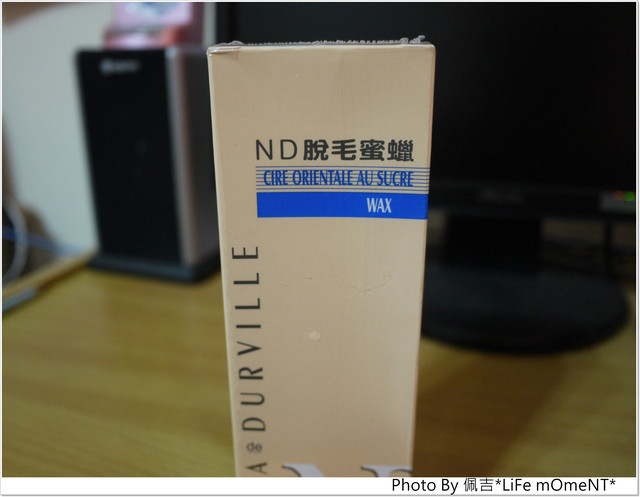 ND脫毛蜜蠟
CIRE ORIENTALE AU SUCRE
WAX
A de DURVILLE
N
Photo By 佩吉*LiFe mOmeNT*